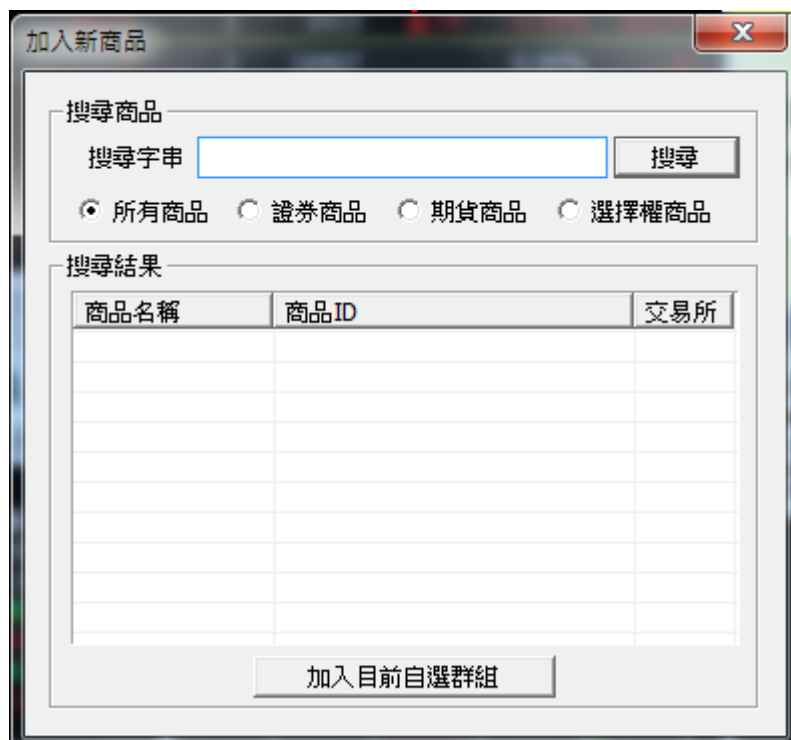 加入新商品
搜尋商品
搜尋字串 搜尋
所有商品 證券商品 期貨商品 選擇權商品
搜尋結果
商品名稱 商品ID 交易所
加入目前自選群組